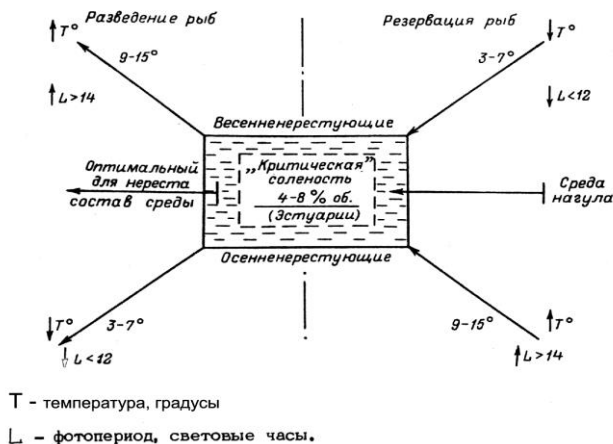 Разведение рыб
Резервация рыб
↑T°
9-15°
↑L>14
↓T°
3-7°
↓L<12
Весенненерестующие
Оптимальный
для нереста
состав среды
„Критическая”
соленость
4-8 % об.
(Эстуарии)
Среда
нагула
Осенненерестующие
↓T°
3-7°
↓L<12
9-15°
↑T°
↑L>14
T - температура, градусы
L - фотопериод, световые часы.